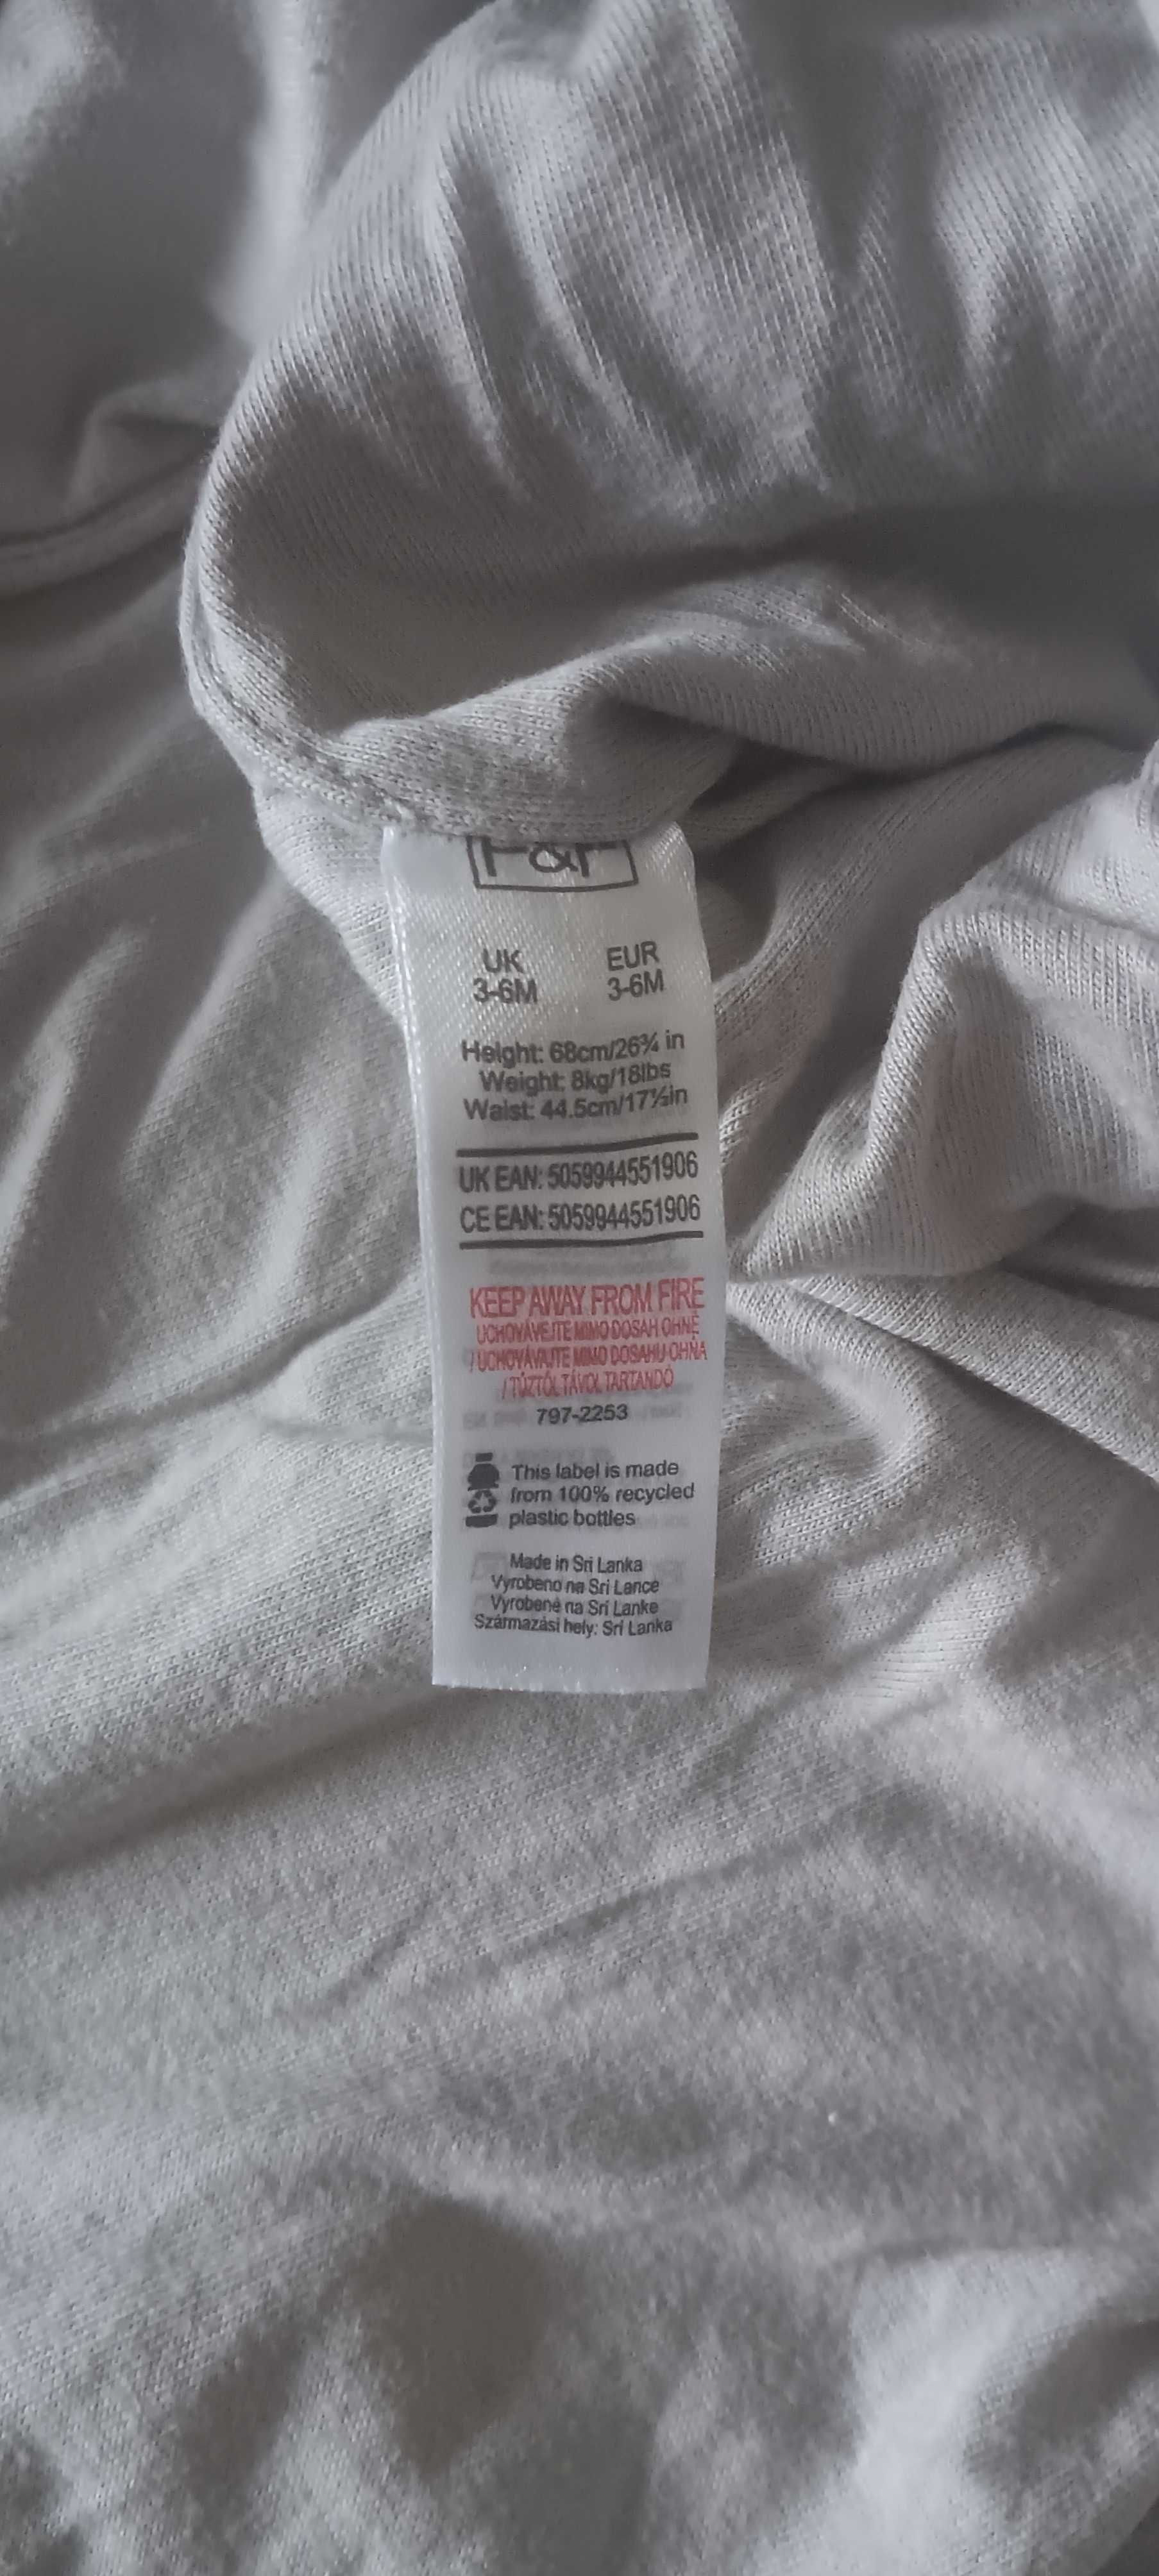 F&F
UK EUR
3-6M 3-6M
Height: 68cm/26¾ in
Weight: 8kg/18lbs
Waist: 44.5cm/17½in
UK EAN: 5059944551906
CE EAN: 5059944551906
KEEP AWAY FROM FIRE
UCHOVÁVEJTE MIMO DOSAH OHNĚ
/ UCHOVÁVAJTE MIMO DOSAHU OHŇA
/ TŰZTŐL TÁVOL TARTANDÓ
797-2253
This label is made
from 100% recycled
plastic bottles
Made in Sri Lanka
Vyrobeno na Srí Lance
Vyrobené na Srí Lanke
Származási hely: Srí Lanka